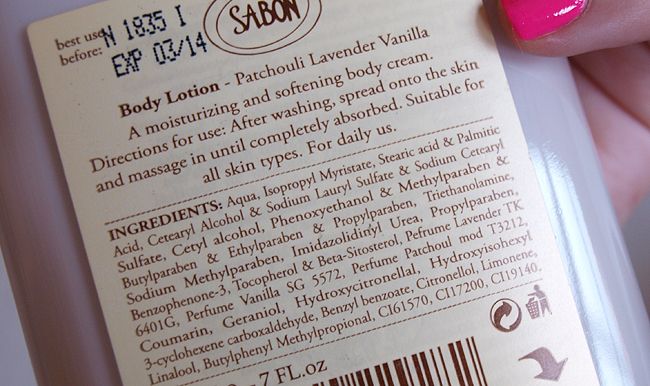 SABON
best use
before:
N 1835 I
EXP 03/14
Body Lotion - Patchouli Lavender Vanilla
A moisturizing and softening body cream.
Directions for use: After washing, spread onto the skin
and massage in until completely absorbed. Suitable for
all skin types. For daily us.
INGREDIENTS: Aqua, Isopropyl Myristate, Stearic acid & Palmitic
Acid, Cetearyl Alcohol & Sodium Lauryl Sulfate & Sodium Cetearyl
Sulfate, Cetyl alcohol, Phenoxyethanol & Methylparaben &
Butylparaben & Ethylparaben & Propylparaben, Triethanolamine,
Sodium Methylparaben, Imidazolidinyl Urea, Propylparaben,
Benzophenone-3, Tocopherol & Beta-Sitosterol, Pefrume Lavender TK
6401G, Perfume Vanilla SG 5572, Perfume Patchoul mod T3212,
Coumarin, Geraniol, Hydroxycitronellal, Hydroxyisohexyl
3-cyclohexene carboxaldehyde, Benzyl benzoate, Citronellol, Limonene,
Linalool, Butylphenyl Methylpropional, CI61570, CI17200, CI19140.
7 FL.oz